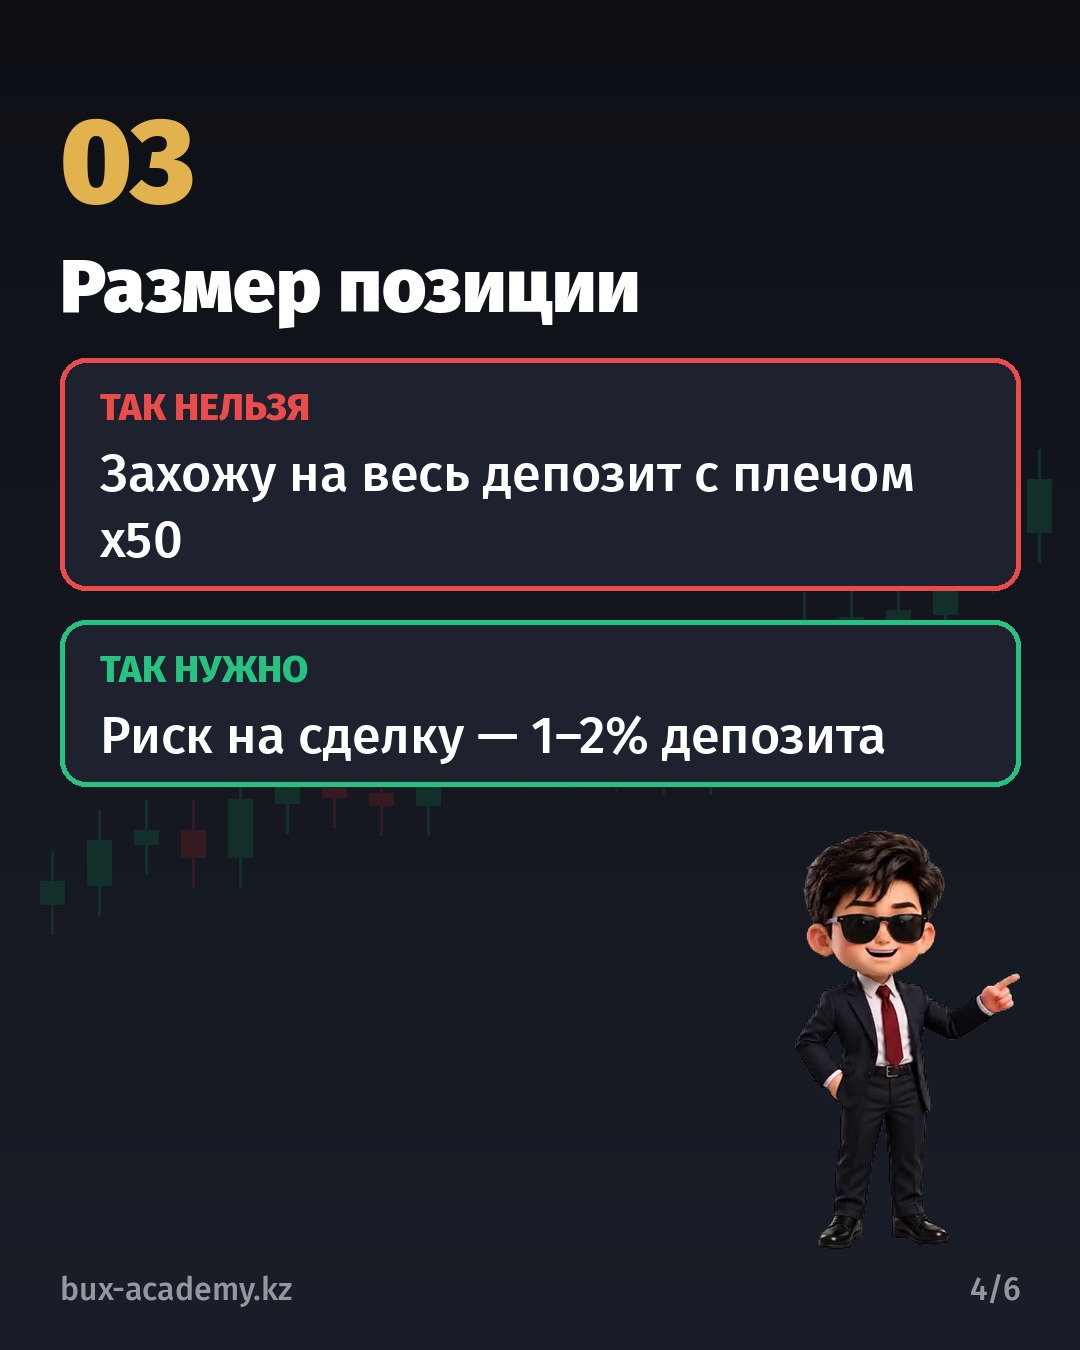 03
Размер позиции
ТАК НЕЛЬЗЯ
Захожу на весь депозит с плечом
x50
ТАК НУЖНО
Риск на сделку — 1–2% депозита
bux-academy.kz
4/6